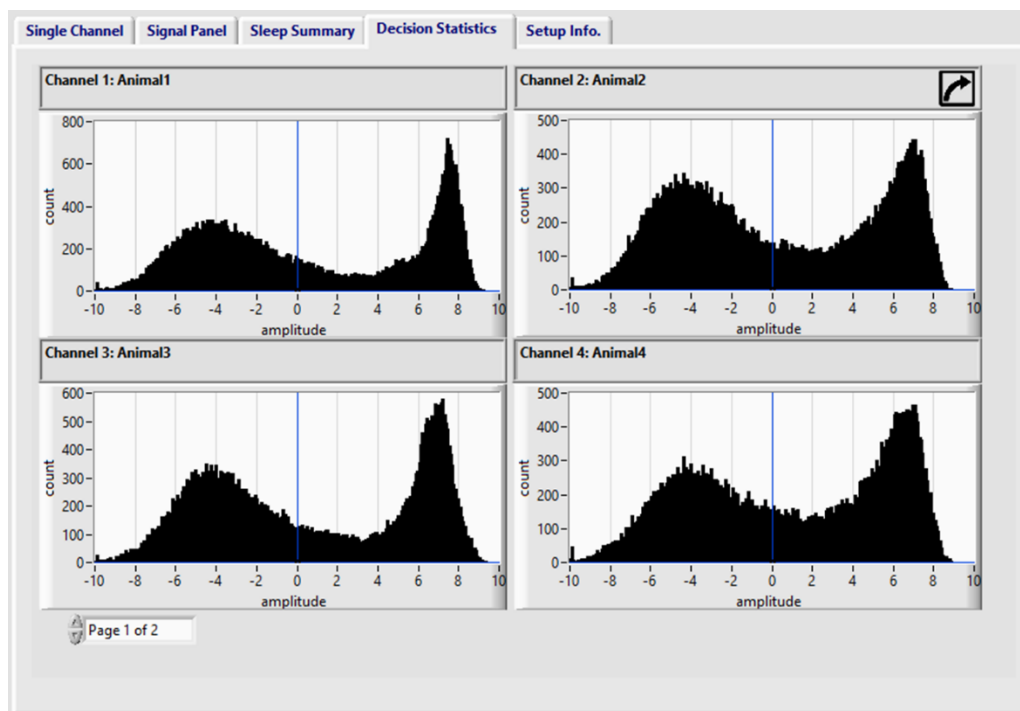 Single Channel Signal Panel Sleep Summary Decision Statistics Setup Info.
Channel 1: Animal1
800
600
400
200
0
count
-10 -8 -6 -4 -2 0 2 4 6 8 10
amplitude
Channel 2: Animal2
500
400
300
200
100
0
count
-10 -8 -6 -4 -2 0 2 4 6 8 10
amplitude
Channel 3: Animal3
600
500
400
300
200
100
0
count
-10 -8 -6 -4 -2 0 2 4 6 8 10
amplitude
Channel 4: Animal4
500
400
300
200
100
0
count
-10 -8 -6 -4 -2 0 2 4 6 8 10
amplitude
Page 1 of 2